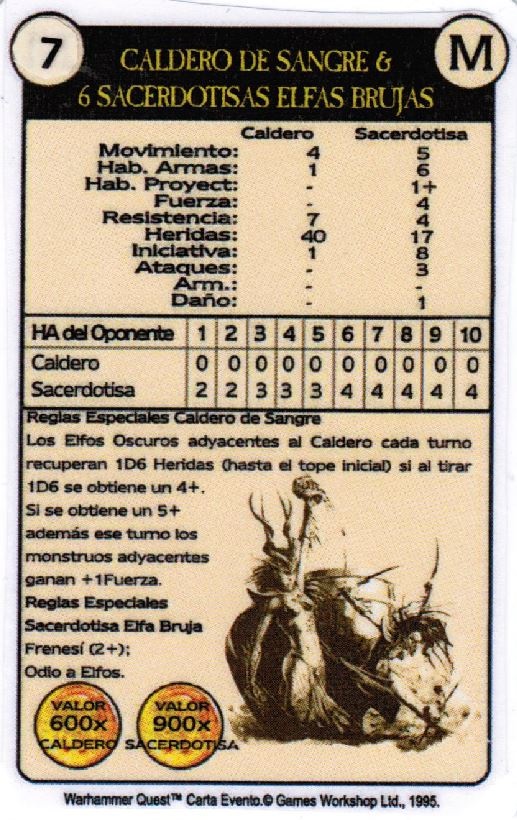 7
M
CALDERO DE SANGRE &
6 SACERDOTISAS ELFAS BRUJAS
Caldero Sacerdotisa
Movimiento: 4 5
Hab. Armas: 1 6
Hab. Proyect: - 1+
Fuerza: - 4
Resistencia: 7 4
Heridas: 40 17
Iniciativa: 1 8
Ataques: - 3
Arm.: - -
Daño: - 1
HA del Oponente 1 2 3 4 5 6 7 8 9 10
Caldero 0 0 0 0 0 0 0 0 0 0
Sacerdotisa 2 2 3 3 3 4 4 4 4 4
Reglas Especiales Caldero de Sangre
Los Elfos Oscuros adyacentes al Caldero cada turno
recuperan 1D6 Heridas (hasta el tope inicial) si al tirar
1D6 se obtiene un 4+.
Si se obtiene un 5+
además ese turno los
monstruos adyacentes
ganan +1Fuerza.
Reglas Especiales
Sacerdotisa Elfa Bruja
Frenesí (2+);
Odio a Elfos.
VALOR
600x
CALDERO
VALOR
900x
SACERDOTISA
Warhammer Quest™ Carta Evento.© Games Workshop Ltd., 1995.